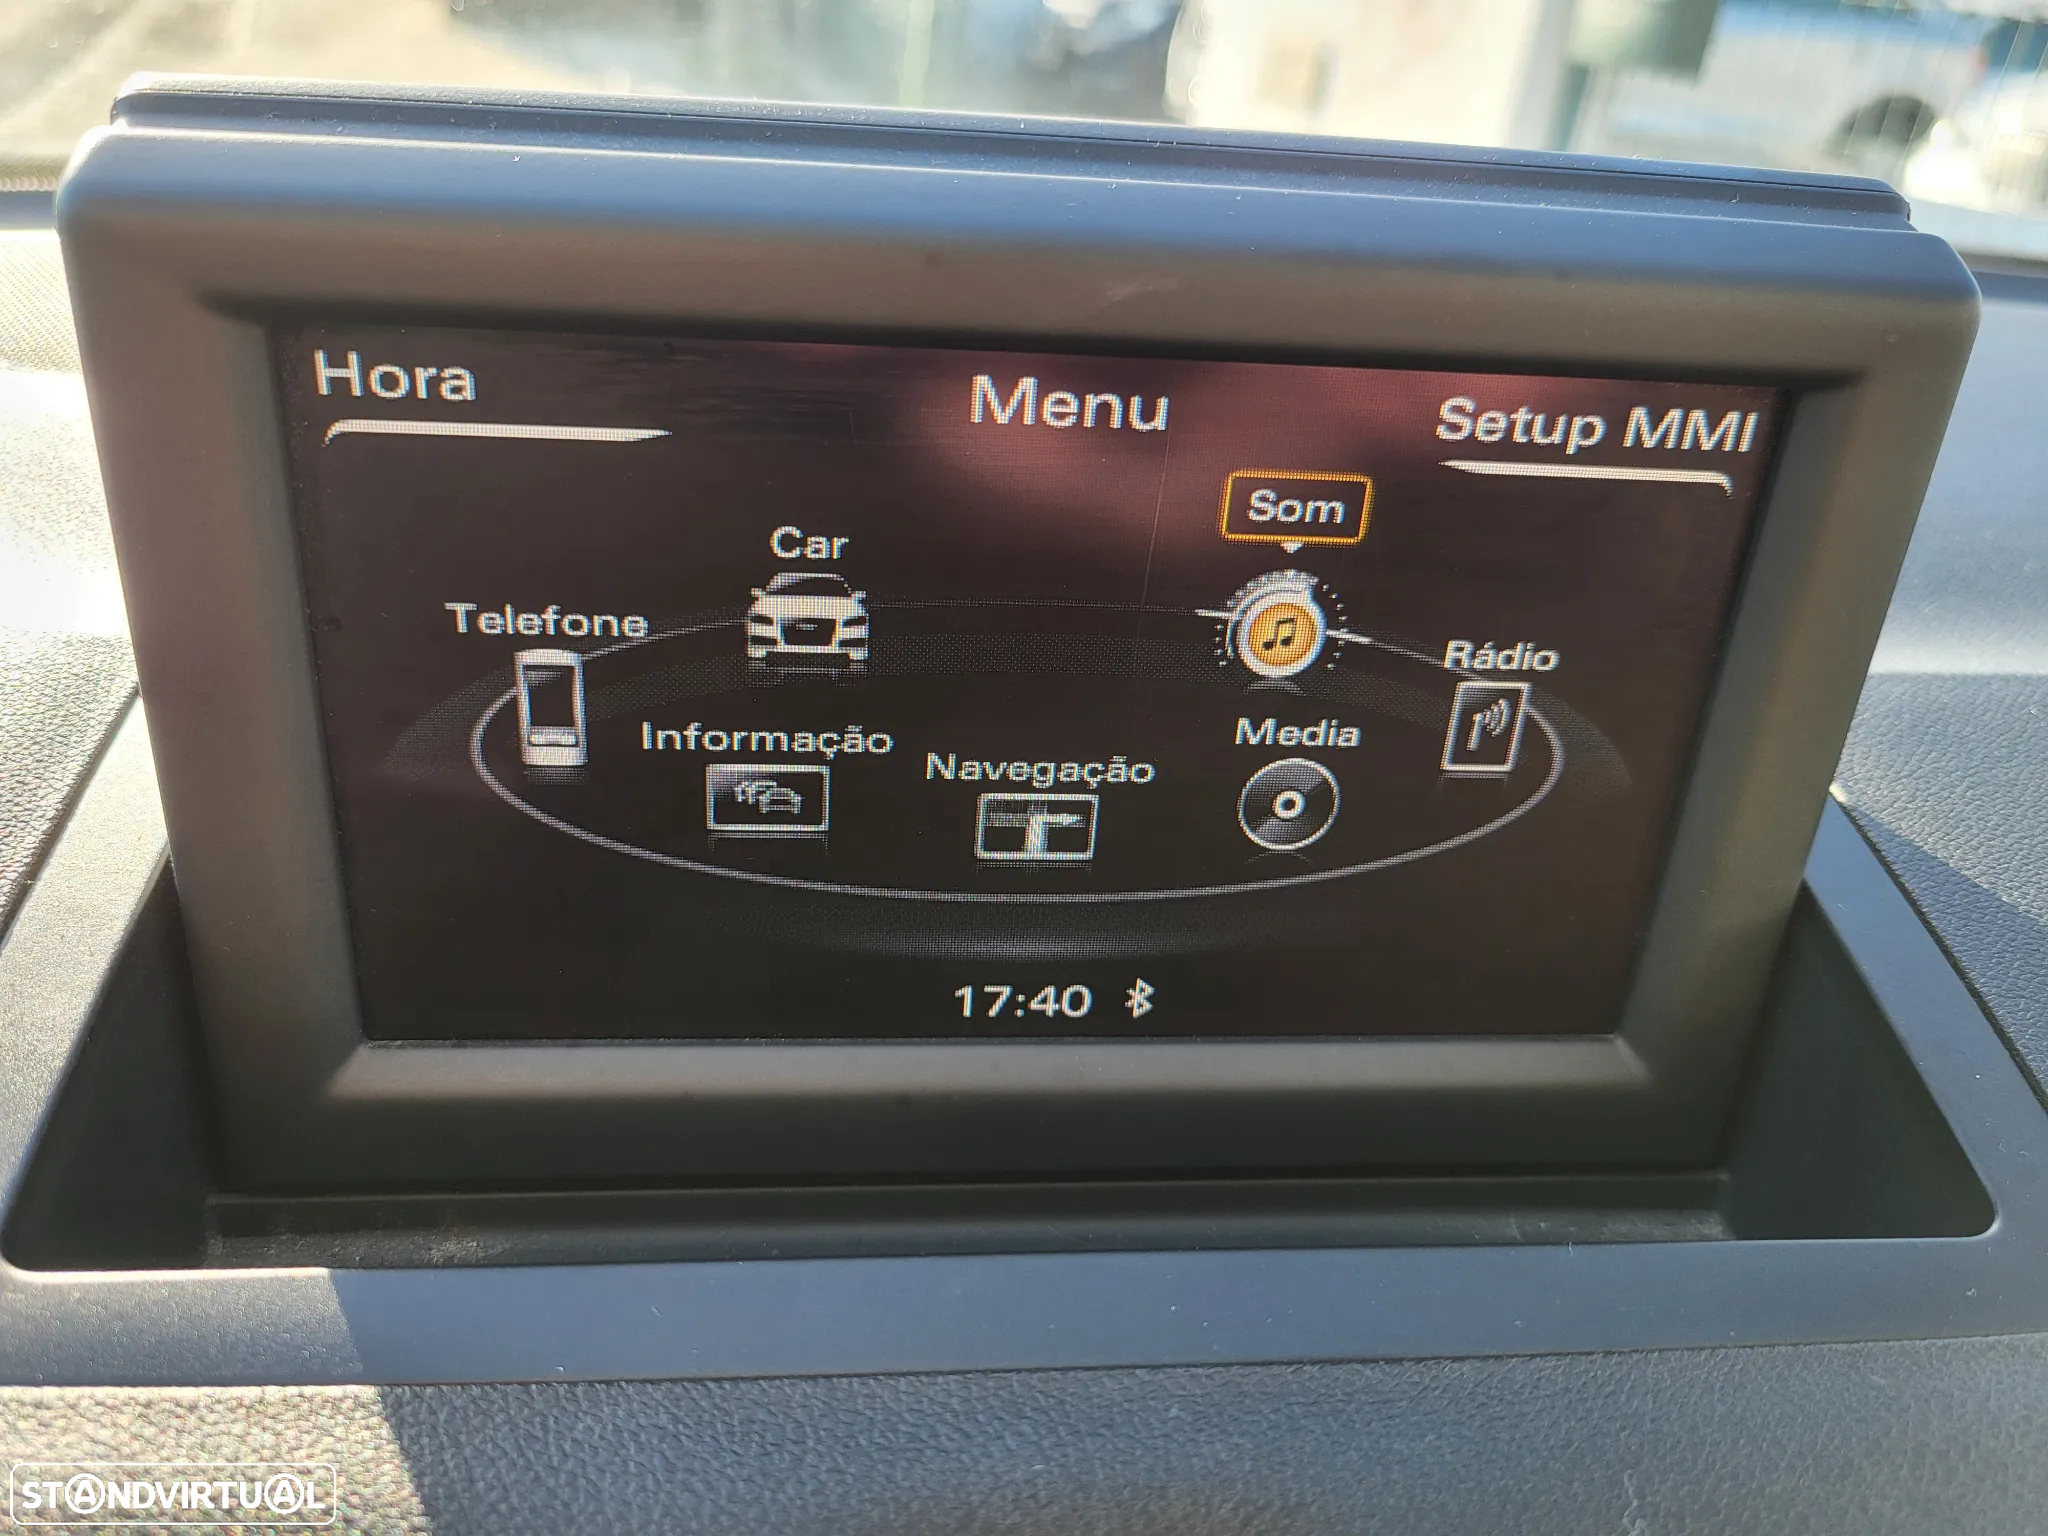 Hora
Menu
Setup MMI
Som
Car
Telefone
Rádio
Informação
Navegação
Media
17:40
STANDVIRTUAL